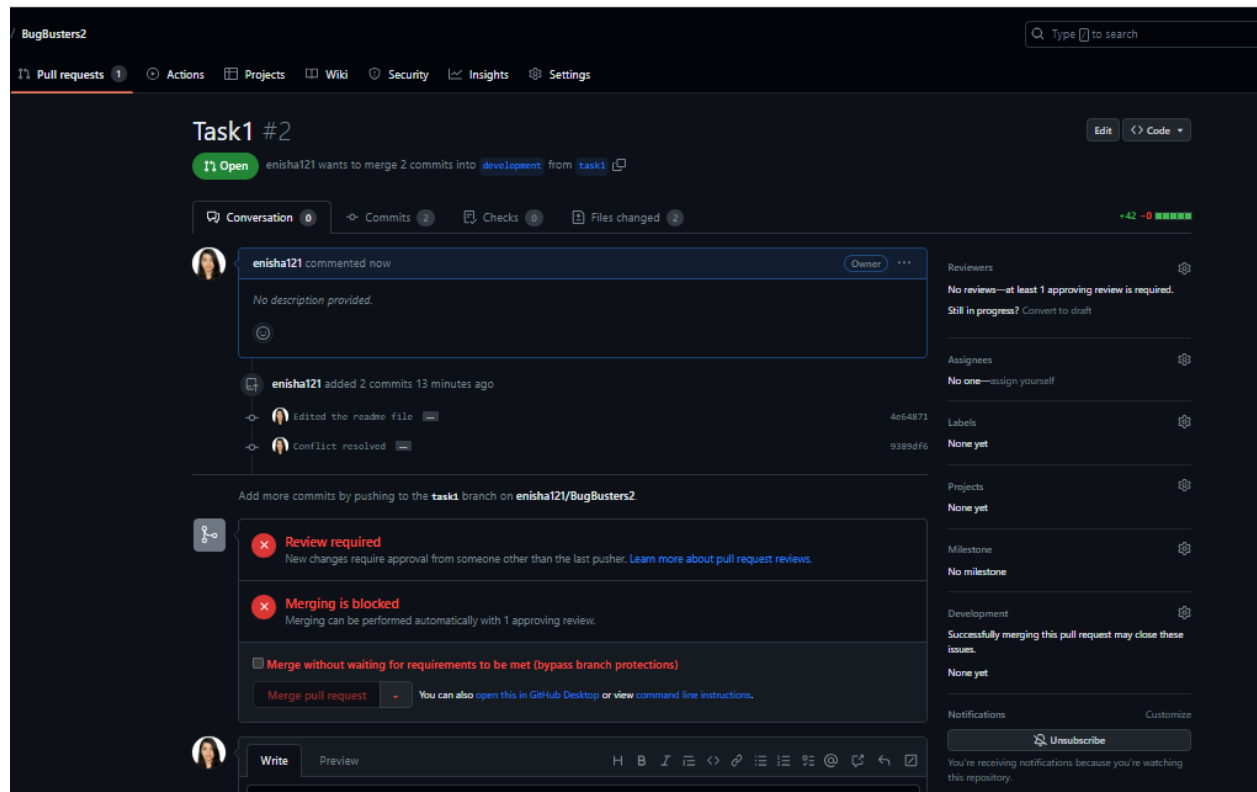 / BugBusters2
Type / to search
Pull requests 1 Actions Projects Wiki Security Insights Settings
Task1 #2
Edit <> Code
Open enisha121 wants to merge 2 commits into development from task1
Conversation 0 Commits 2 Checks 0 Files changed 2
+42 −0
enisha121 commented now
Owner ...
No description provided.
enisha121 added 2 commits 13 minutes ago
Edited the readme file ...
4e64871
Conflict resolved ...
9389df6
Add more commits by pushing to the task1 branch on enisha121/BugBusters2.
Review required
New changes require approval from someone other than the last pusher. Learn more about pull request reviews.
Merging is blocked
Merging can be performed automatically with 1 approving review.
Merge without waiting for requirements to be met (bypass branch protections)
Merge pull request
You can also open this in GitHub Desktop or view command line instructions.
Write Preview
H B I <> @
Reviewers
No reviews—at least 1 approving review is required.
Still in progress? Convert to draft
Assignees
No one—assign yourself
Labels
None yet
Projects
None yet
Milestone
No milestone
Development
Successfully merging this pull request may close these
issues.
None yet
Notifications
Customize
Unsubscribe
You're receiving notifications because you're watching
this repository.